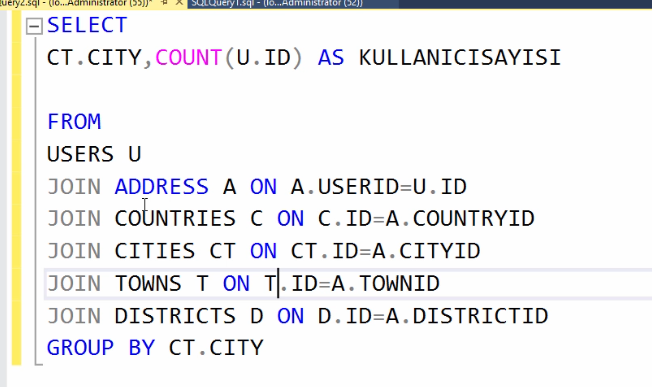 uery2.sql - (lo...Administrator (55))* SQLQuery1.sql - (lo...Administrator (52))
SELECT
CT.CITY,COUNT(U.ID) AS KULLANICISAYISI
FROM
USERS U
JOIN ADDRESS A ON A.USERID=U.ID
JOIN COUNTRIES C ON C.ID=A.COUNTRYID
JOIN CITIES CT ON CT.ID=A.CITYID
JOIN TOWNS T ON T.ID=A.TOWNID
JOIN DISTRICTS D ON D.ID=A.DISTRICTID
GROUP BY CT.CITY